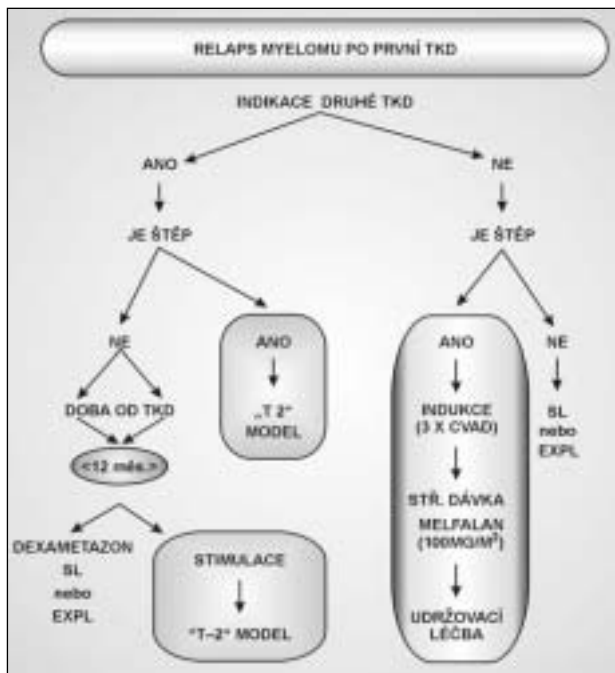 RELAPS MYELOMU PO PRVNÍ TKD
INDIKACE DRUHÉ TKD
ANO
NE
JE ŠTĚP
JE ŠTĚP
NE
ANO
ANO
NE
DOBA OD TKD
„T 2“
MODEL
INDUKCE
(3 X CVAD)
SL
nebo
EXPL
<12 měs.>
STŘ. DÁVKA
MELFALAN
(100MG/M²)
DEXAMETAZON
SL
nebo
EXPL
STIMULACE
"T–2" MODEL
UDRŽOVACÍ
LÉČBA